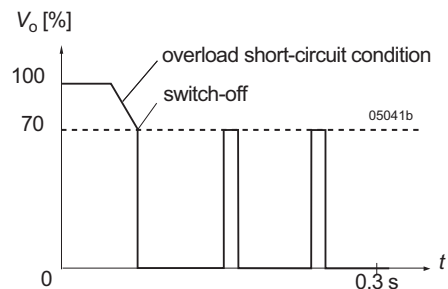 Vo [%]
overload short-circuit condition
100
switch-off
70
05041b
t
0
0.3 s